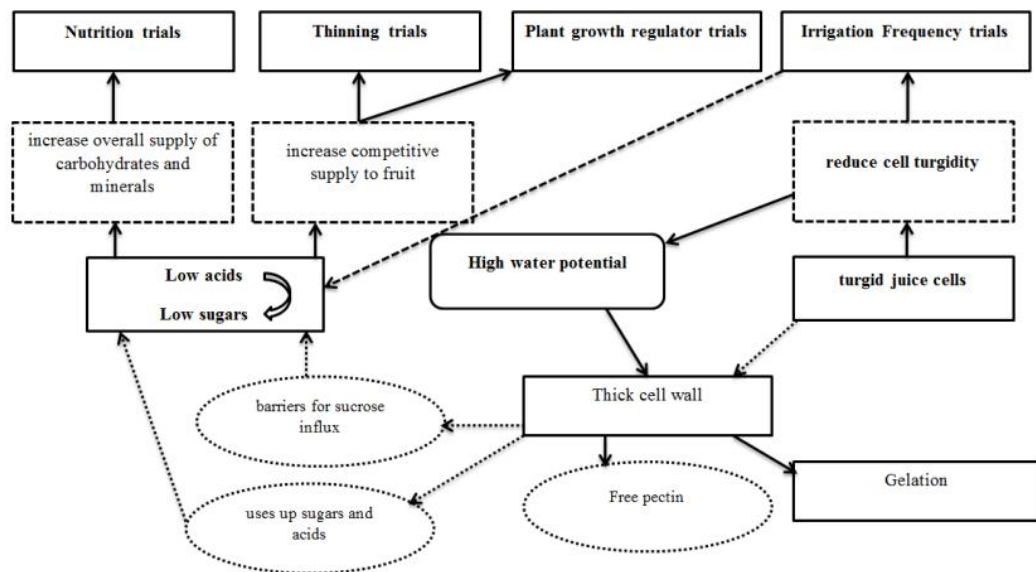 Nutrition trials
Thinning trials
Plant growth regulator trials
Irrigation Frequency trials
increase overall supply of
carbohydrates and
minerals
increase competitive
supply to fruit
reduce cell turgidity
High water potential
Low acids
Low sugars
turgid juice cells
barriers for sucrose
influx
Thick cell wall
uses up sugars and
acids
Free pectin
Gelation